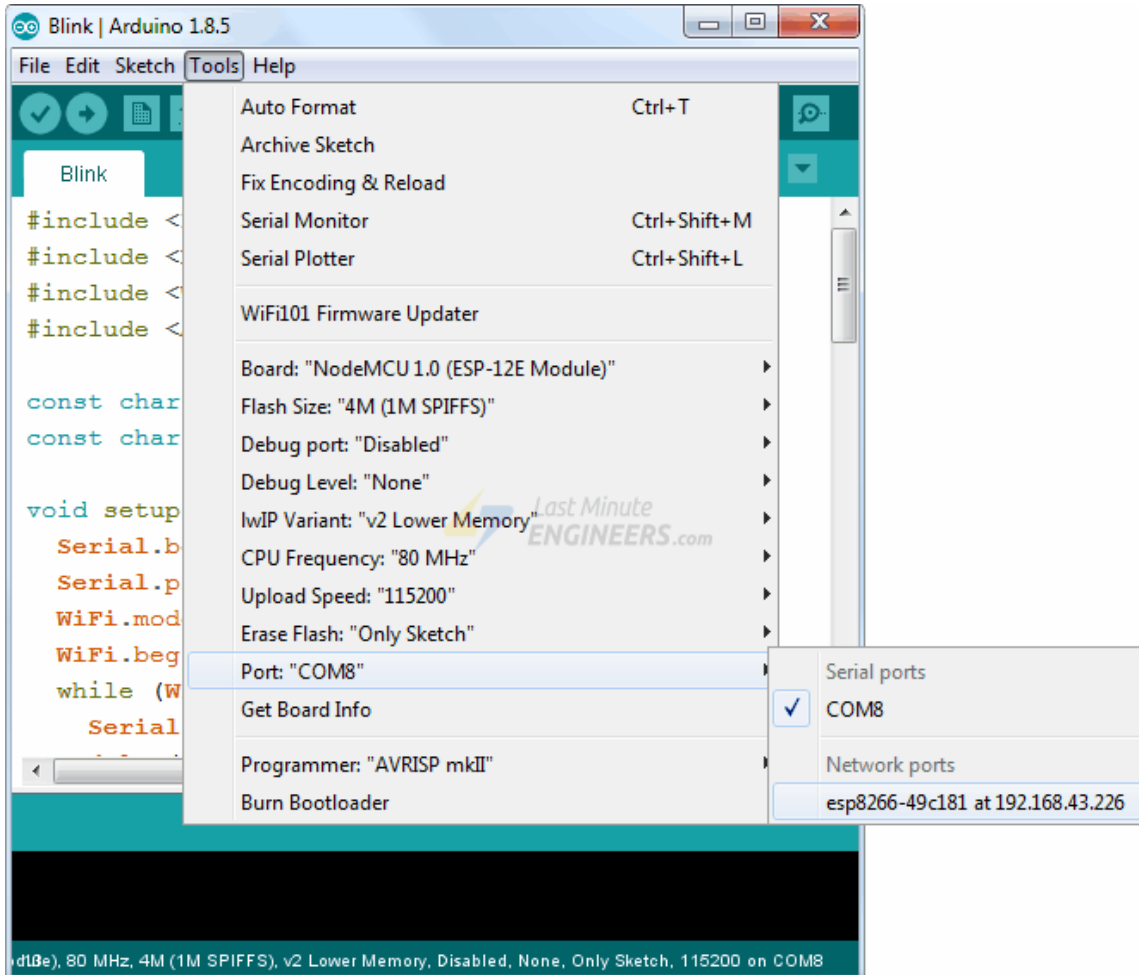 Blink | Arduino 1.8.5
File Edit Sketch Tools Help
Blink
#include <
#include <
#include <
#include <
const char
const char
void setup
Serial.b
Serial.p
WiFi.mod
WiFi.beg
while (W
Serial
Auto Format Ctrl+T
Archive Sketch
Fix Encoding & Reload
Serial Monitor Ctrl+Shift+M
Serial Plotter Ctrl+Shift+L
WiFi101 Firmware Updater
Board: "NodeMCU 1.0 (ESP-12E Module)"
Flash Size: "4M (1M SPIFFS)"
Debug port: "Disabled"
Debug Level: "None"
lwIP Variant: "v2 Lower Memory"
CPU Frequency: "80 MHz"
Upload Speed: "115200"
Erase Flash: "Only Sketch"
Port: "COM8"
Get Board Info
Programmer: "AVRISP mkII"
Burn Bootloader
Last Minute
ENGINEERS.com
Serial ports
COM8
Network ports
esp8266-49c181 at 192.168.43.226
80 MHz, 4M (1M SPIFFS), v2 Lower Memory, Disabled, None, Only Sketch, 115200 on COM8